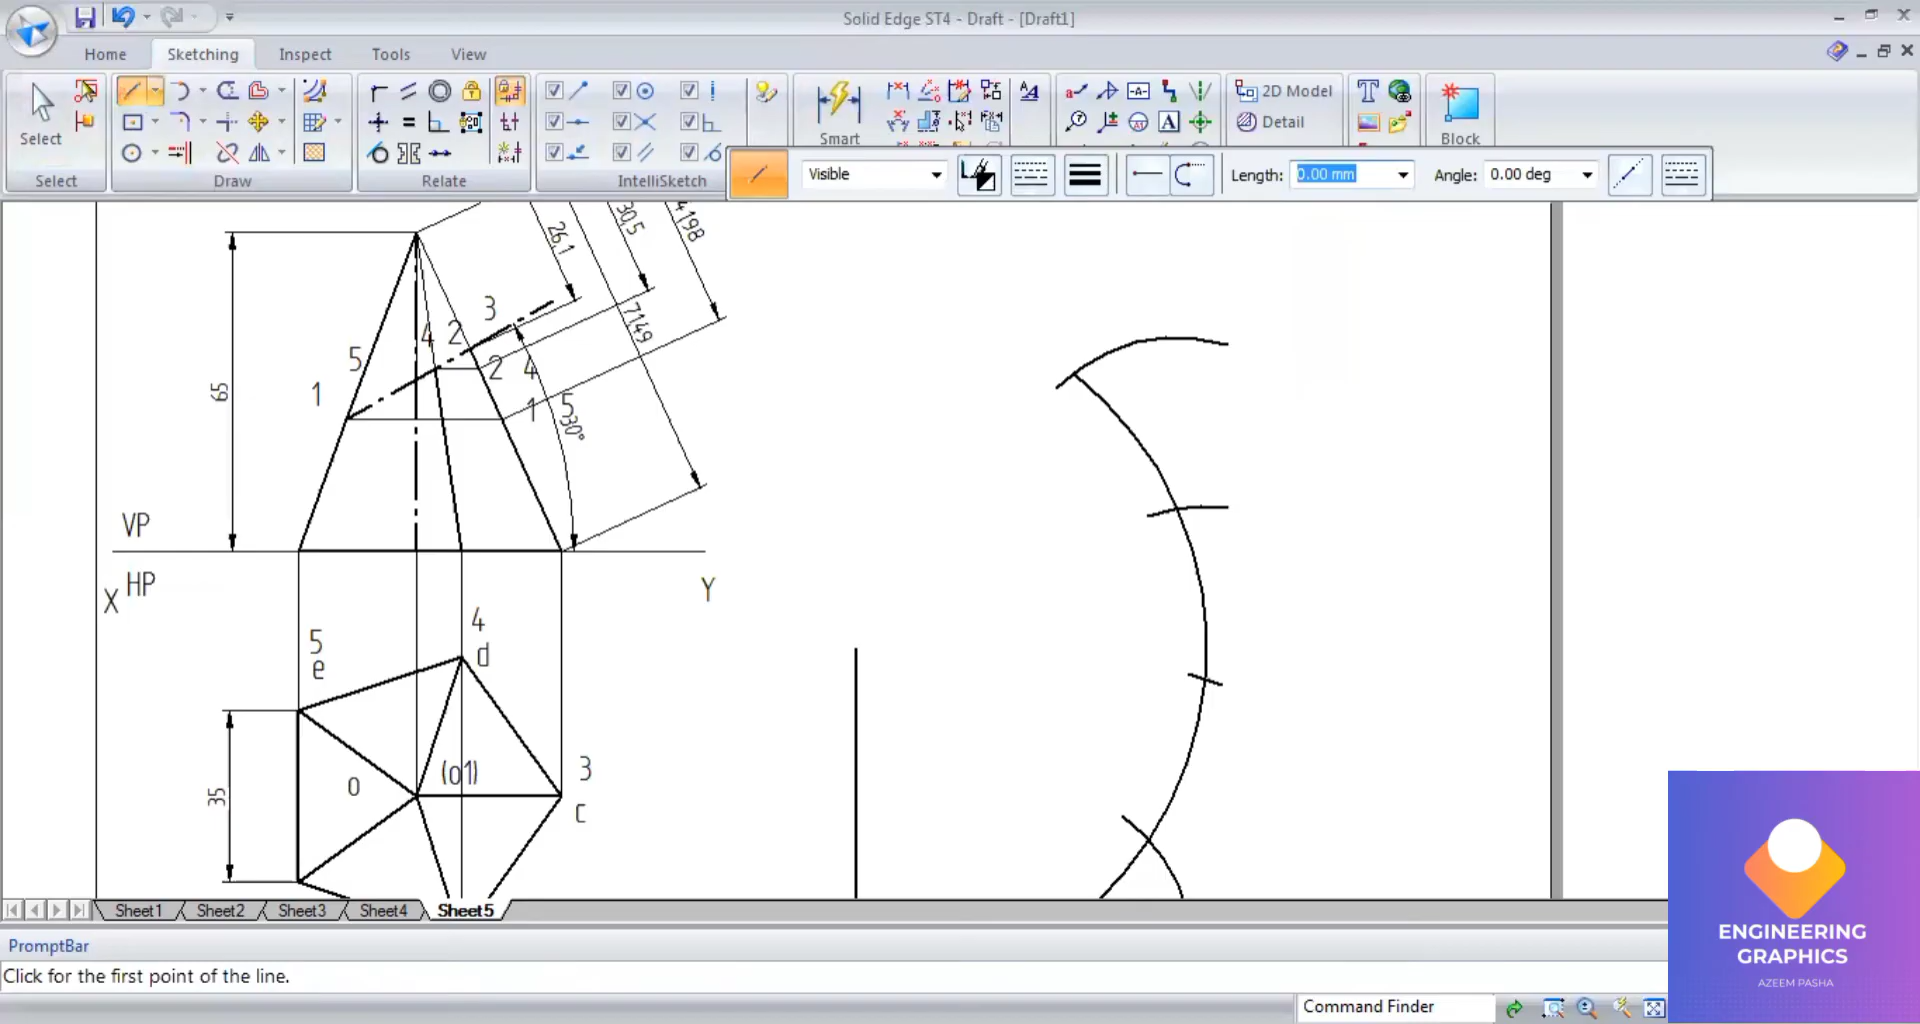 Solid Edge ST4 - Draft - [Draft1]
Home Sketching Inspect Tools View
2D Model
Detail
Select Smart Block
Select Draw Relate IntelliSketch
Visible Length: 0.00 mm Angle: 0.00 deg
26,1
30,5
4198
7149
3
4 2
5
2 4
1
1 5
30°
65
VP
HP
X
Y
4
5
d
e
(o1)
3
o
c
35
Sheet1 Sheet2 Sheet3 Sheet4 Sheet5
PromptBar
Click for the first point of the line.
Command Finder
ENGINEERING
GRAPHICS
AZEEM PASHA